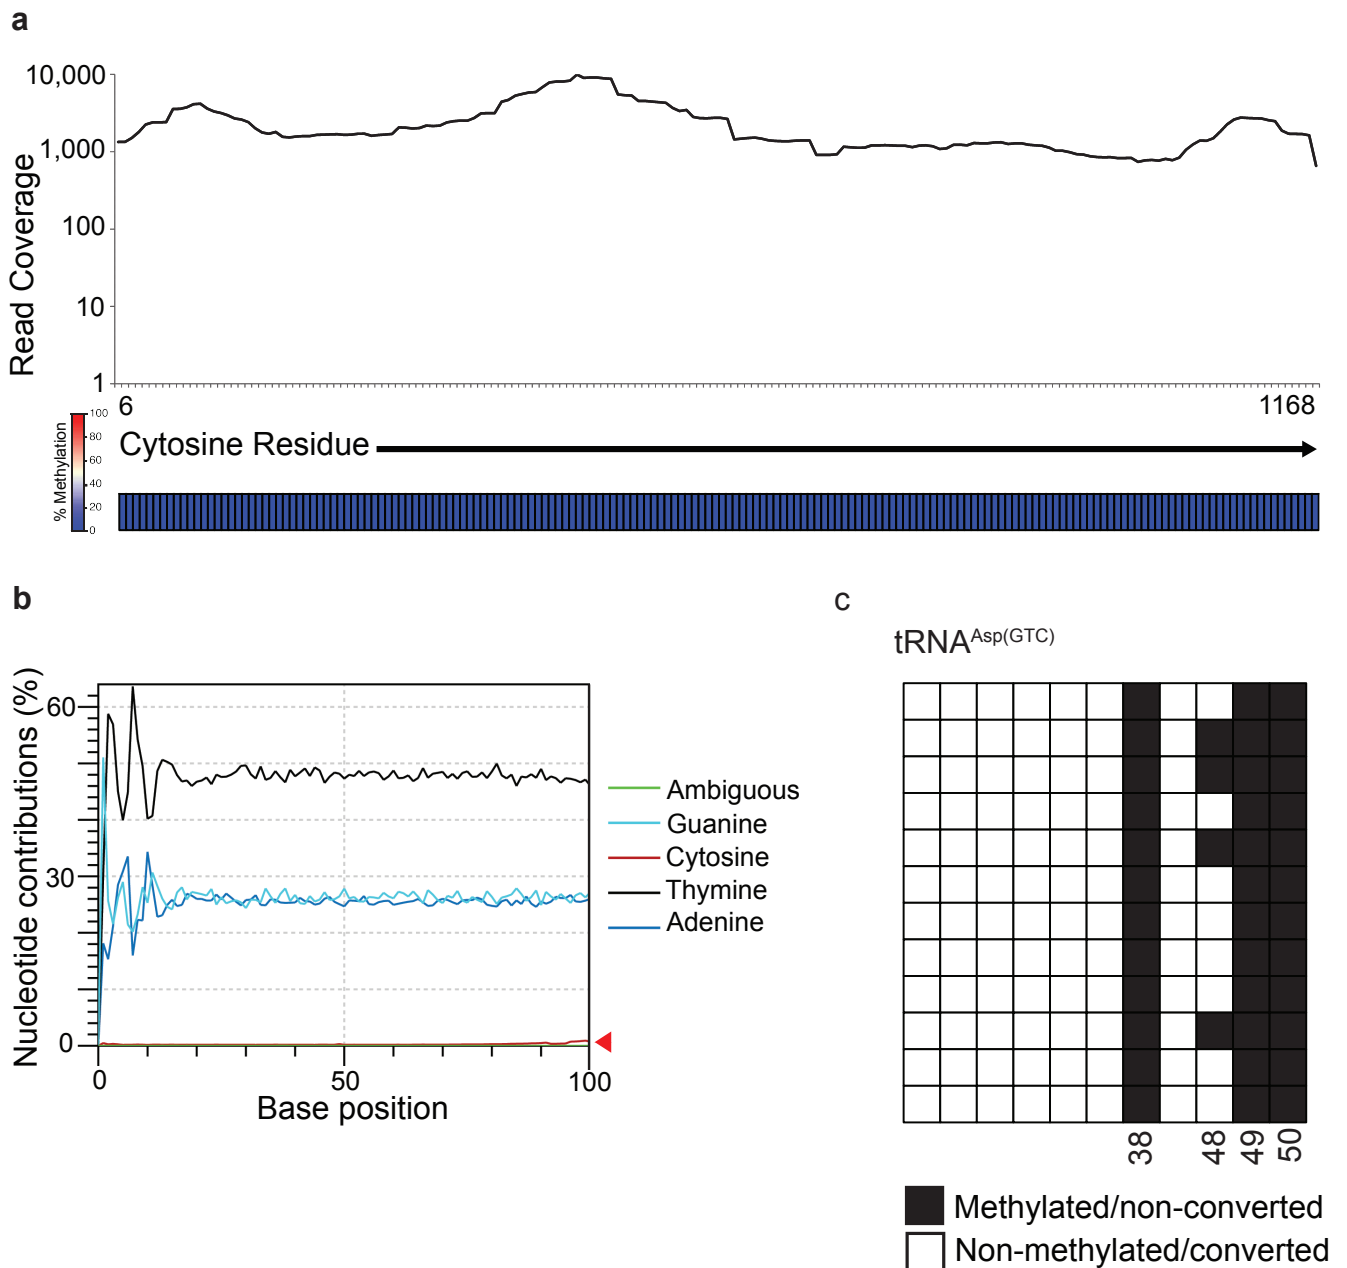 a
10,000
1,000
100
10
1
Read Coverage
6
1168
% Methylation
100
80
60
40
20
0
Cytosine Residue
b
Nucleotide contributions (%)
60
30
0
0
50
100
Base position
Ambiguous
Guanine
Cytosine
Thymine
Adenine
c
tRNAAsp(GTC)
38
48
49
50
Methylated/non-converted
Non-methylated/converted